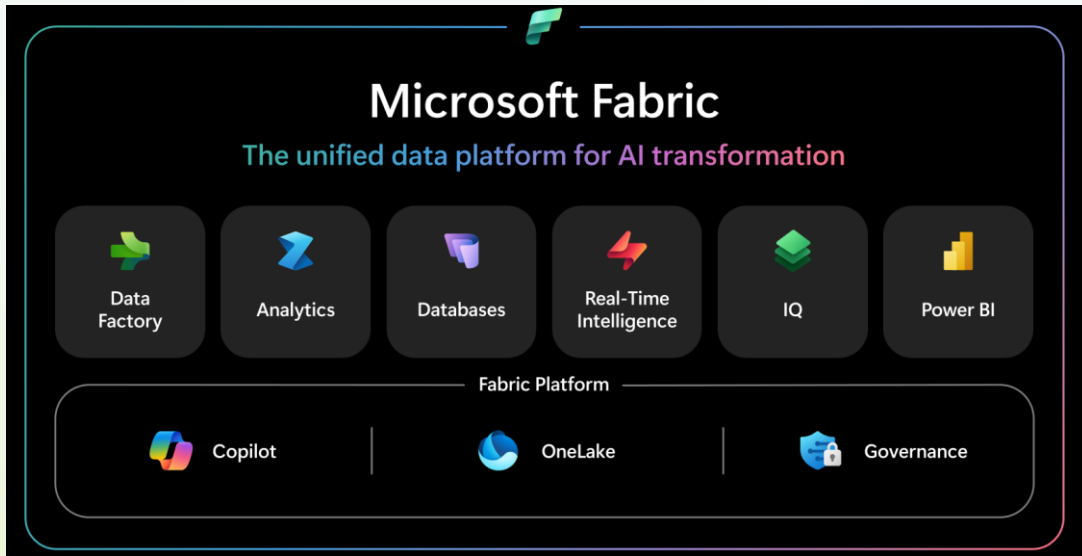 Microsoft Fabric
The unified data platform for AI transformation
Data
Factory
Analytics
Databases
Real-Time
Intelligence
IQ
Power BI
Fabric Platform
Copilot
OneLake
Governance